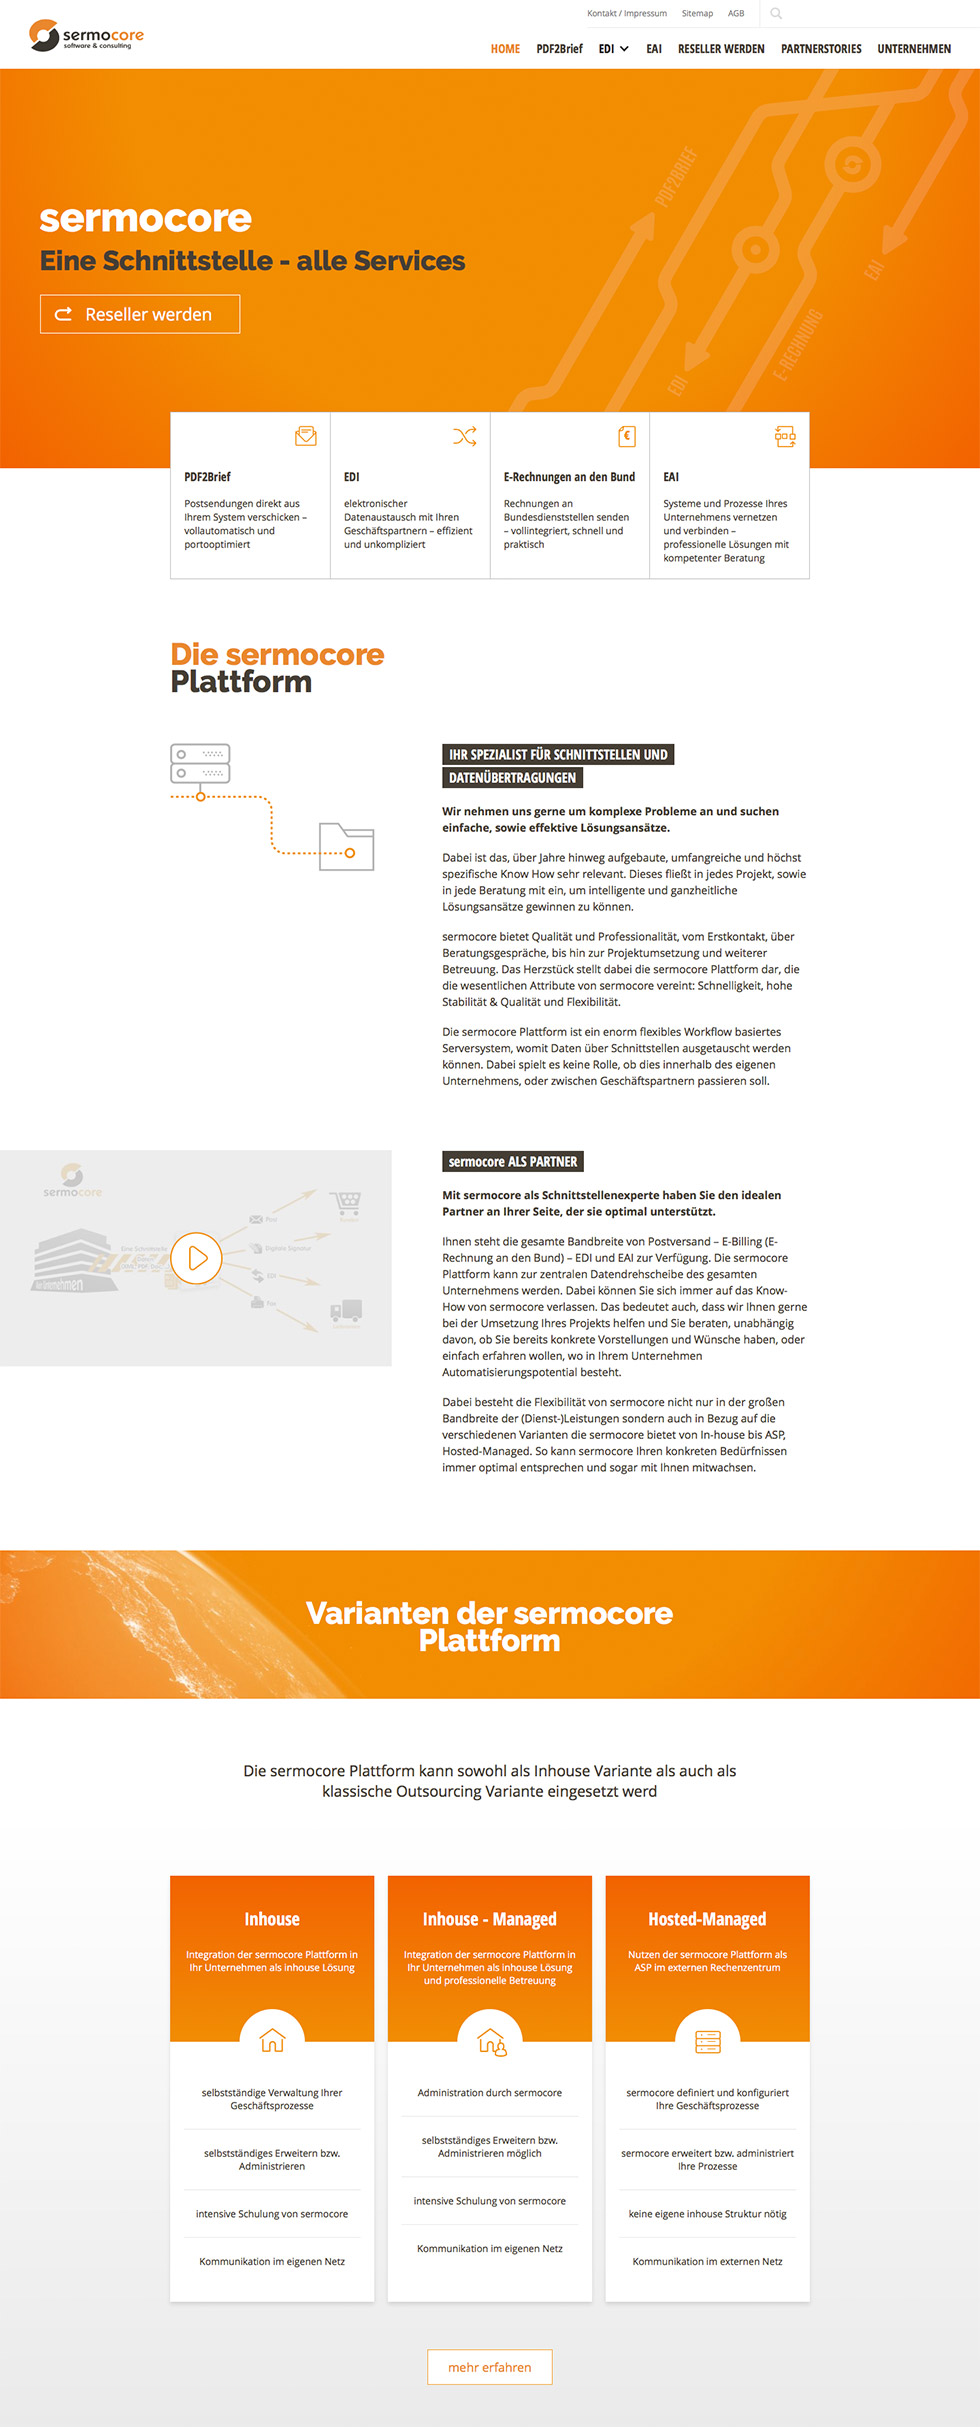 Kontakt / Impressum Sitemap AGB
sermocore
software & consulting
HOME PDF2Brief EDI EAI RESELLER WERDEN PARTNERSTORIES UNTERNEHMEN
PDF2BRIEF
EAI
E-RECHNUNG
EDI
sermocore
Eine Schnittstelle - alle Services
Reseller werden
PDF2Brief
Postsendungen direkt aus
Ihrem System verschicken –
vollautomatisch und
portooptimiert
EDI
elektronischer
Datenaustausch mit Ihren
Geschäftspartnern – effizient
und unkompliziert
E-Rechnungen an den Bund
Rechnungen an
Bundesdienststellen senden
– vollintegriert, schnell und
praktisch
EAI
Systeme und Prozesse Ihres
Unternehmens vernetzen
und verbinden –
professionelle Lösungen mit
kompetenter Beratung
Die sermocore
Plattform
IHR SPEZIALIST FÜR SCHNITTSTELLEN UND
DATENÜBERTRAGUNGEN
Wir nehmen uns gerne um komplexe Probleme an und suchen
einfache, sowie effektive Lösungsansätze.
Dabei ist das, über Jahre hinweg aufgebaute, umfangreiche und höchst
spezifische Know How sehr relevant. Dieses fließt in jedes Projekt, sowie
in jede Beratung mit ein, um intelligente und ganzheitliche
Lösungsansätze gewinnen zu können.
sermocore bietet Qualität und Professionalität, vom Erstkontakt, über
Beratungsgespräche, bis hin zur Projektumsetzung und weiterer
Betreuung. Das Herzstück stellt dabei die sermocore Plattform dar, die
die wesentlichen Attribute von sermocore vereint: Schnelligkeit, hohe
Stabilität & Qualität und Flexibilität.
Die sermocore Plattform ist ein enorm flexibles Workflow basiertes
Serversystem, womit Daten über Schnittstellen ausgetauscht werden
können. Dabei spielt es keine Rolle, ob dies innerhalb des eigenen
Unternehmens, oder zwischen Geschäftspartnern passieren soll.
sermocore
Eine Schnittstelle
Post
Digitale Signatur
EDI
Fax
sermocore ALS PARTNER
Mit sermocore als Schnittstellenexperte haben Sie den idealen
Partner an Ihrer Seite, der sie optimal unterstützt.
Ihnen steht die gesamte Bandbreite von Postversand – E-Billing (E-
Rechnung an den Bund) – EDI und EAI zur Verfügung. Die sermocore
Plattform kann zur zentralen Datendrehscheibe des gesamten
Unternehmens werden. Dabei können Sie sich immer auf das Know-
How von sermocore verlassen. Das bedeutet auch, dass wir Ihnen gerne
bei der Umsetzung Ihres Projekts helfen und Sie beraten, unabhängig
davon, ob Sie bereits konkrete Vorstellungen und Wünsche haben, oder
einfach erfahren wollen, wo in Ihrem Unternehmen
Automatisierungspotential besteht.
Dabei besteht die Flexibilität von sermocore nicht nur in der großen
Bandbreite der (Dienst-)Leistungen sondern auch in Bezug auf die
verschiedenen Varianten die sermocore bietet von In-house bis ASP,
Hosted-Managed. So kann sermocore Ihren konkreten Bedürfnissen
immer optimal entsprechen und sogar mit Ihnen mitwachsen.
Varianten der sermocore
Plattform
Die sermocore Plattform kann sowohl als Inhouse Variante als auch als
klassische Outsourcing Variante eingesetzt werd
Inhouse
Integration der sermocore Plattform in
Ihr Unternehmen als inhouse Lösung
selbstständige Verwaltung Ihrer
Geschäftsprozesse
selbstständiges Erweitern bzw.
Administrieren
intensive Schulung von sermocore
Kommunikation im eigenen Netz
Inhouse - Managed
Integration der sermocore Plattform in
Ihr Unternehmen als inhouse Lösung
und professionelle Betreuung
Administration durch sermocore
selbstständiges Erweitern bzw.
Administrieren möglich
intensive Schulung von sermocore
Kommunikation im eigenen Netz
Hosted-Managed
Nutzen der sermocore Plattform als
ASP im externen Rechenzentrum
sermocore definiert und konfiguriert
Ihre Geschäftsprozesse
sermocore erweitert bzw. administriert
Ihre Prozesse
keine eigene inhouse Struktur nötig
Kommunikation im externen Netz
mehr erfahren